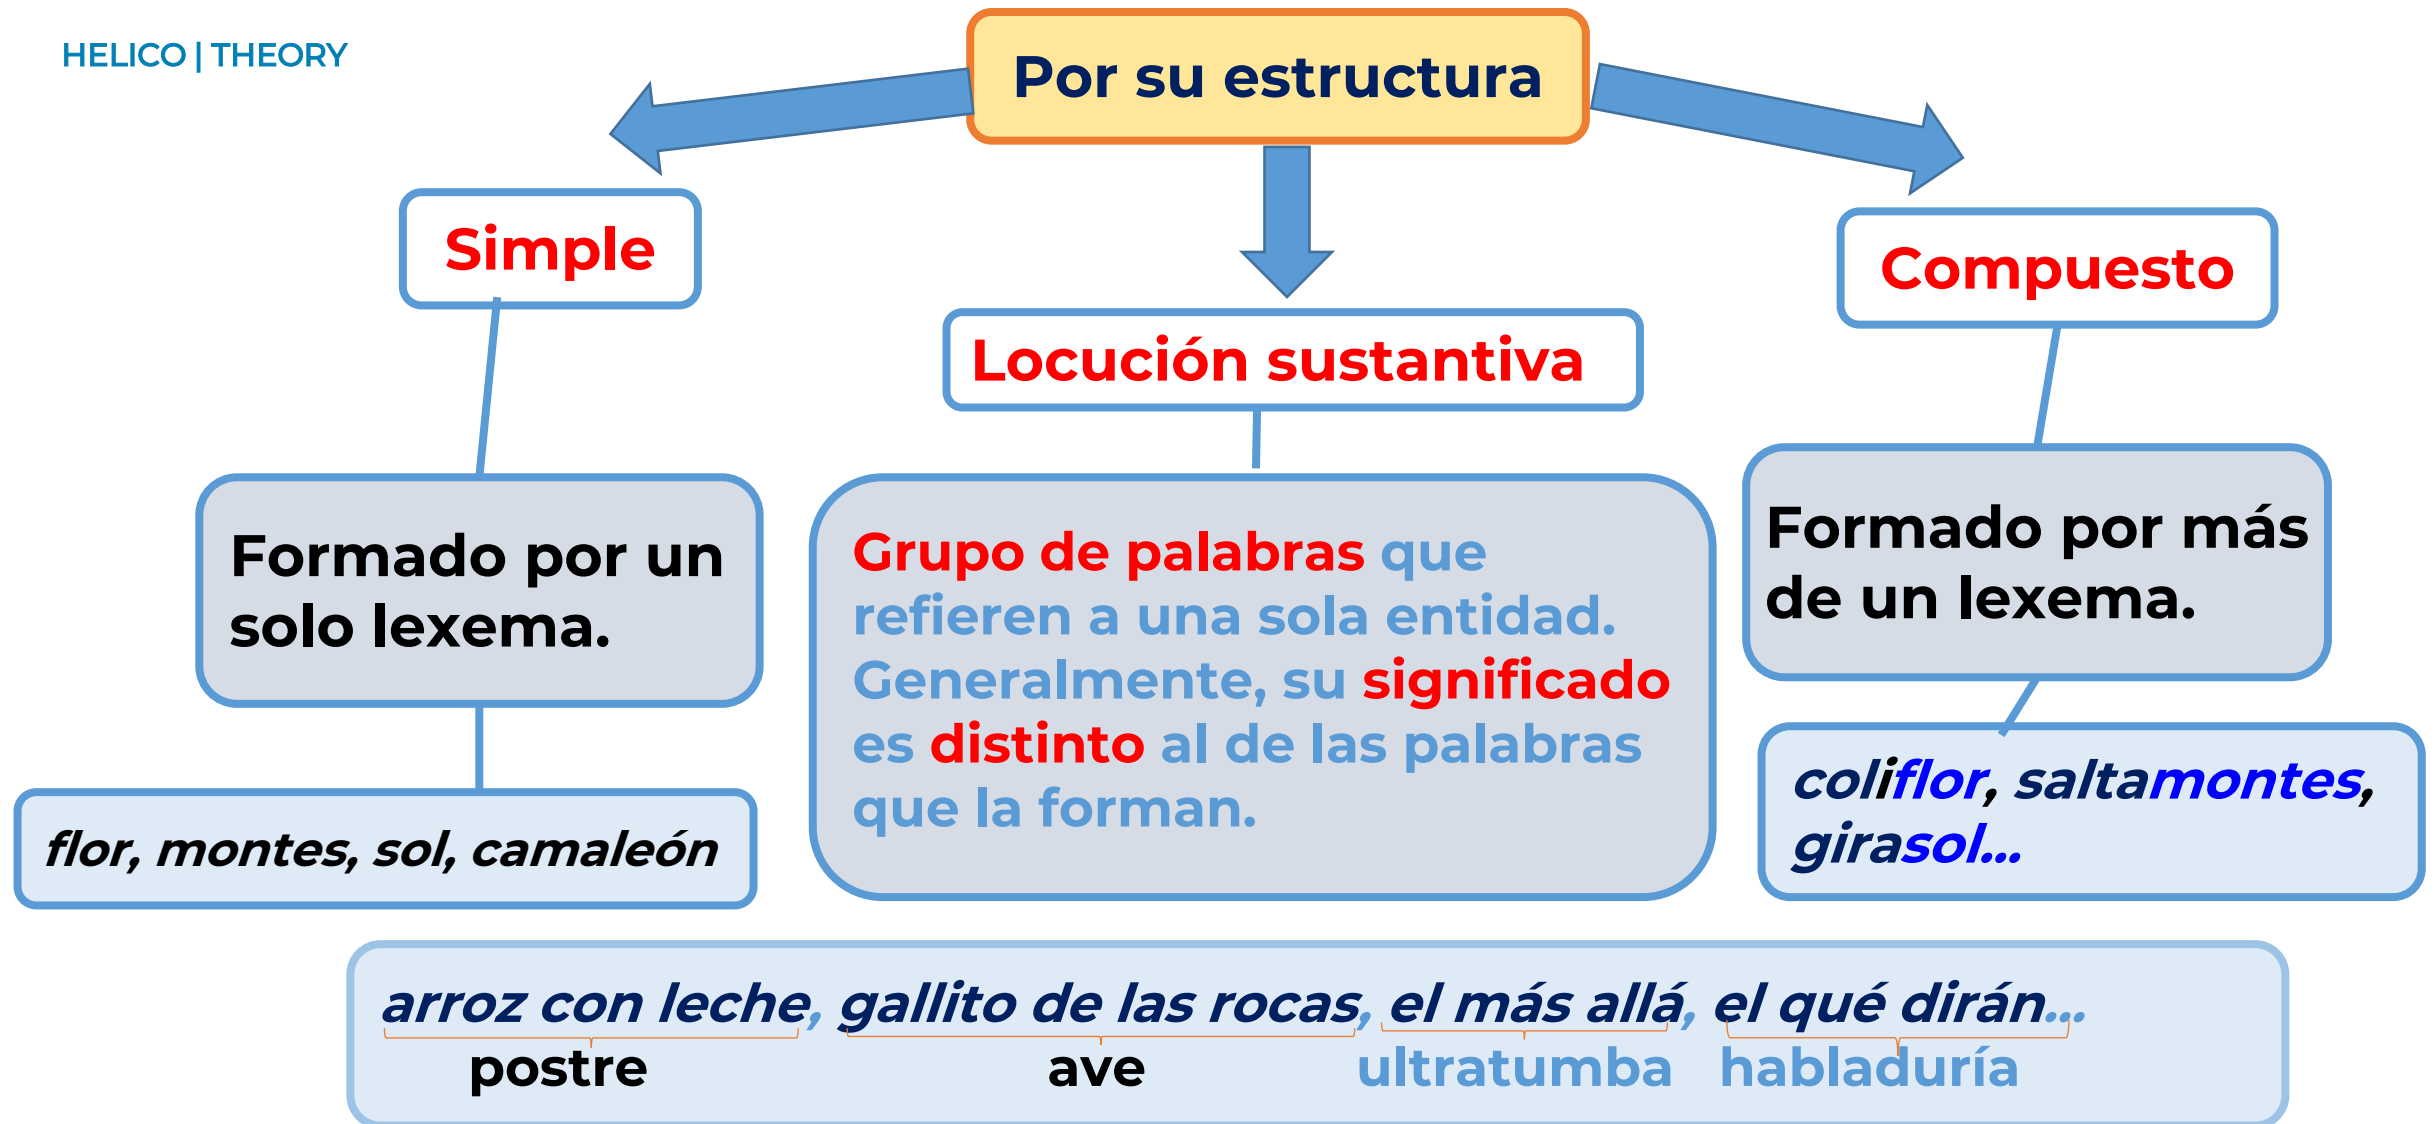 HELICO | THEORY
Por su estructura
Simple
Locución sustantiva
Compuesto
Formado por un
solo lexema.
Grupo de palabras que
refieren a una sola entidad.
Generalmente, su significado
es distinto al de las palabras
que la forman.
Formado por más
de un lexema.
flor, montes, sol, camaleón
coliflor, saltamontes,
girasol...
arroz con leche, gallito de las rocas, el más allá, el qué dirán...
postre ave ultratumba habladuría